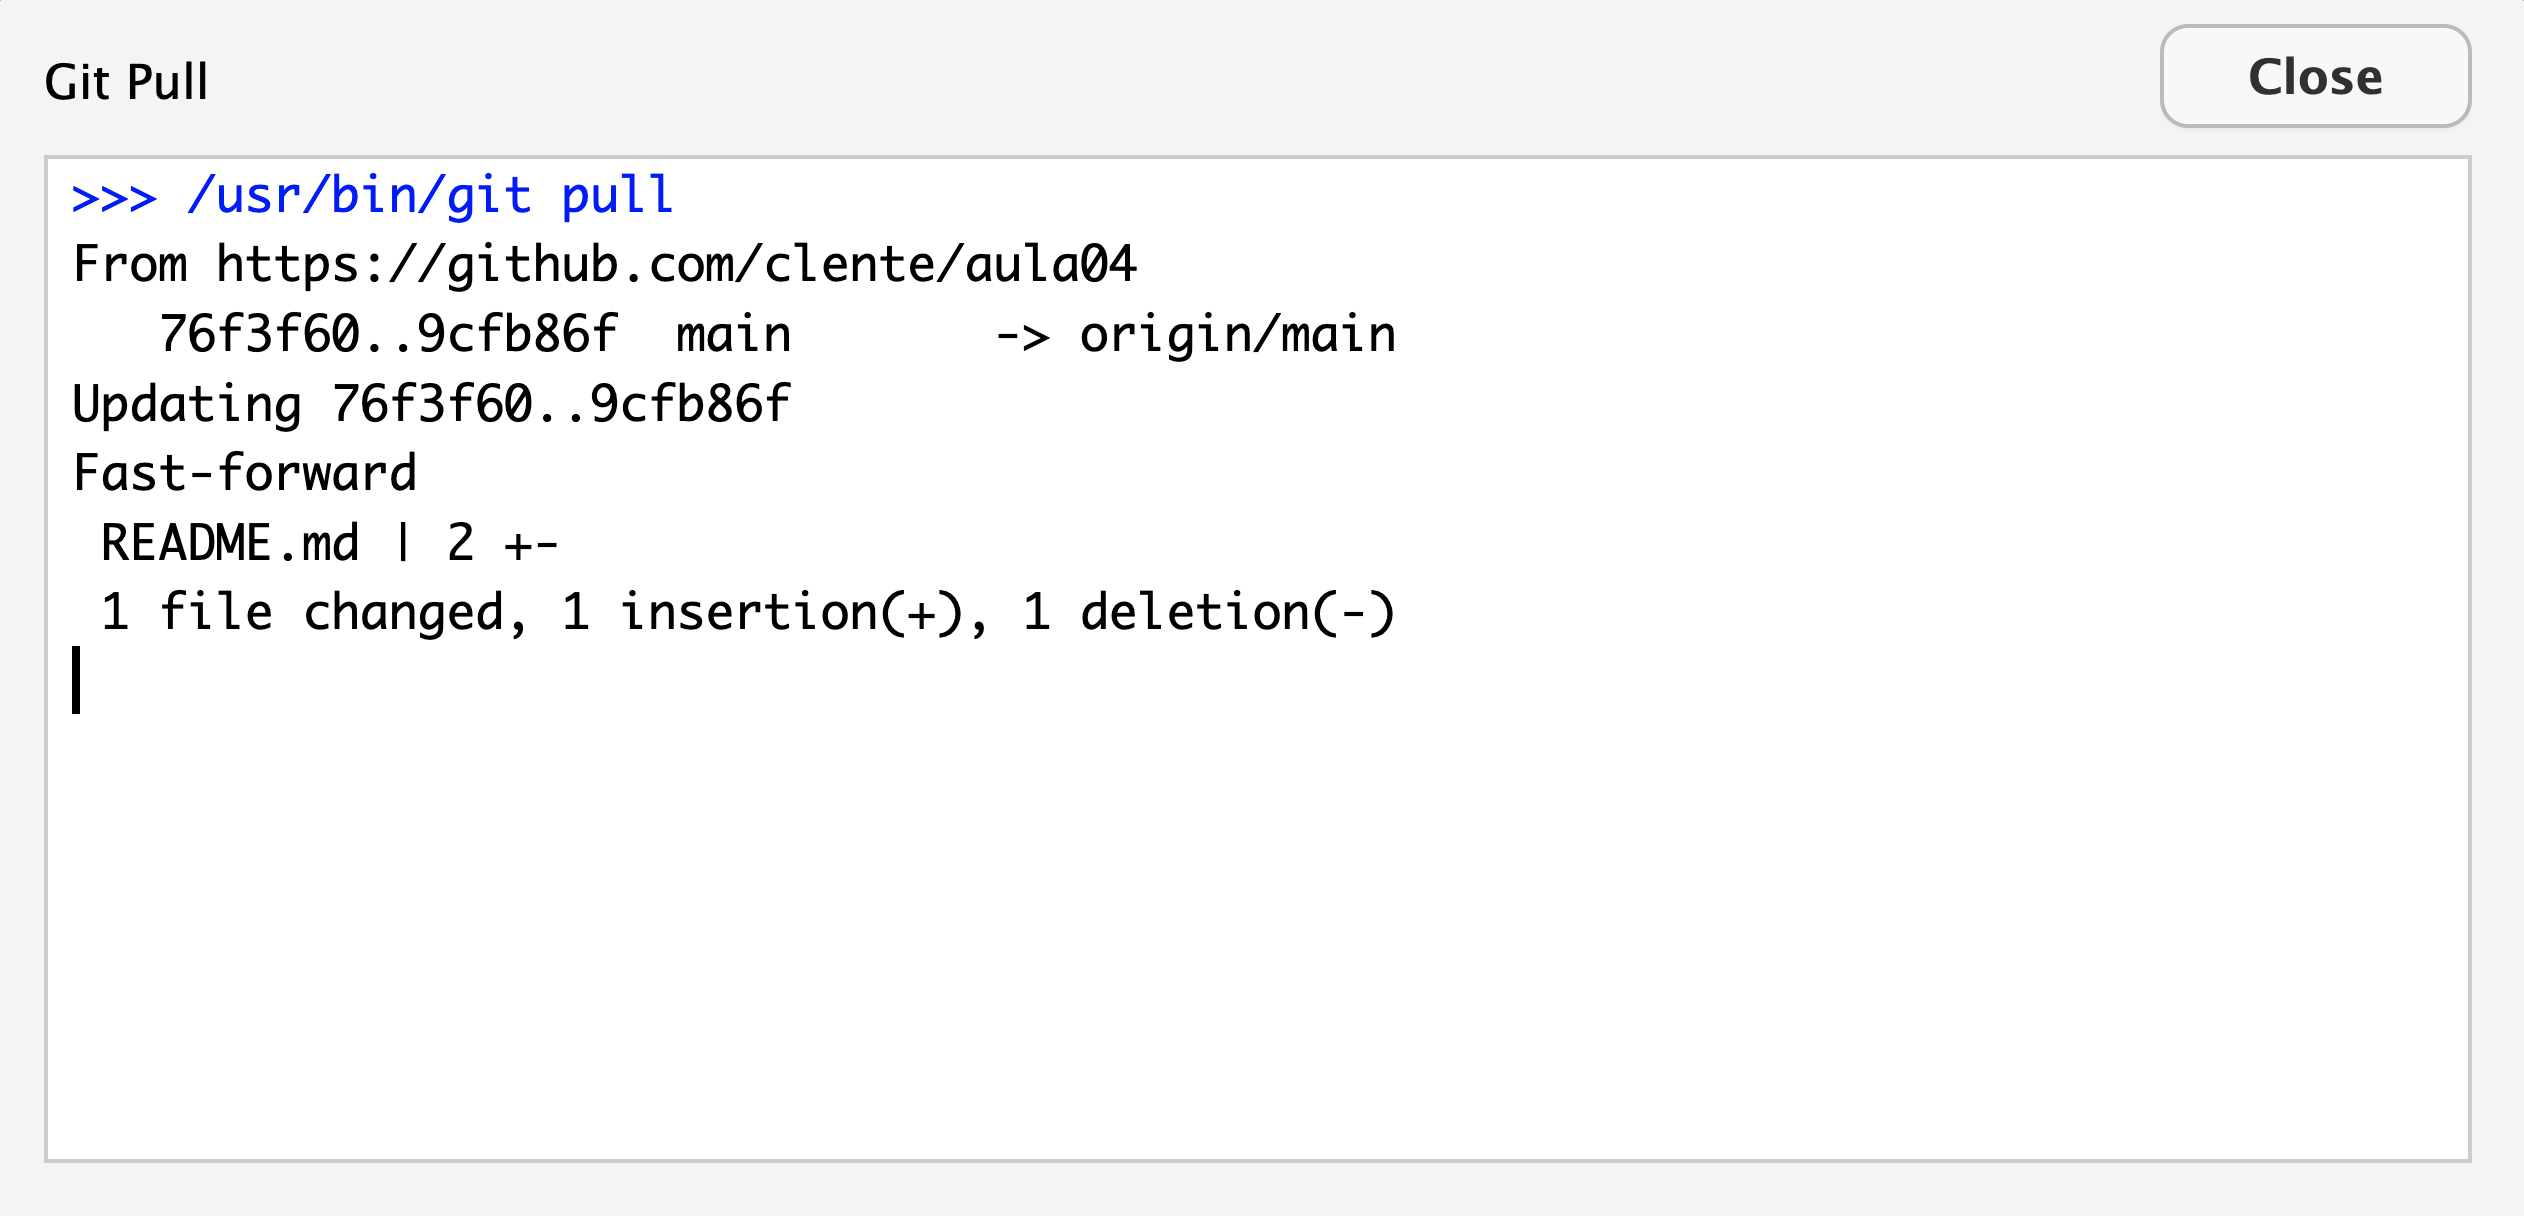 Git Pull
Close
>>> /usr/bin/git pull
From https://github.com/clente/aula04
   76f3f60..9cfb86f  main       -> origin/main
Updating 76f3f60..9cfb86f
Fast-forward
 README.md | 2 +-
 1 file changed, 1 insertion(+), 1 deletion(-)